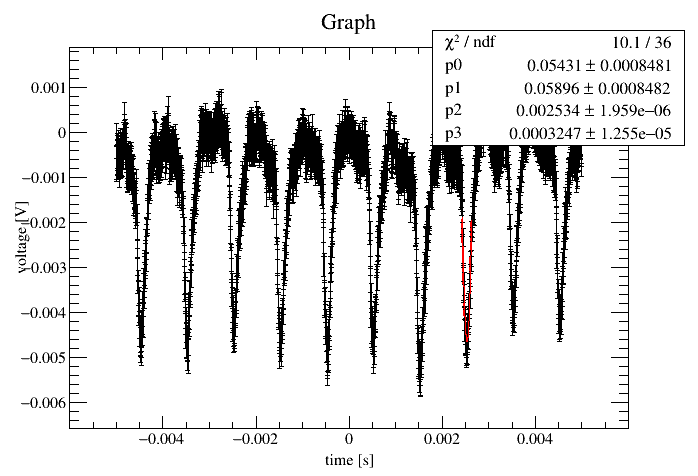 Graph
χ² / ndf 10.1 / 36
p0 0.05431 ± 0.0008481
p1 0.05896 ± 0.0008482
p2 0.002534 ± 1.959e−06
p3 0.0003247 ± 1.255e−05
0.001
0
−0.001
−0.002
−0.003
−0.004
−0.005
−0.006
voltage [V]
−0.004 −0.002 0 0.002 0.004
time [s]